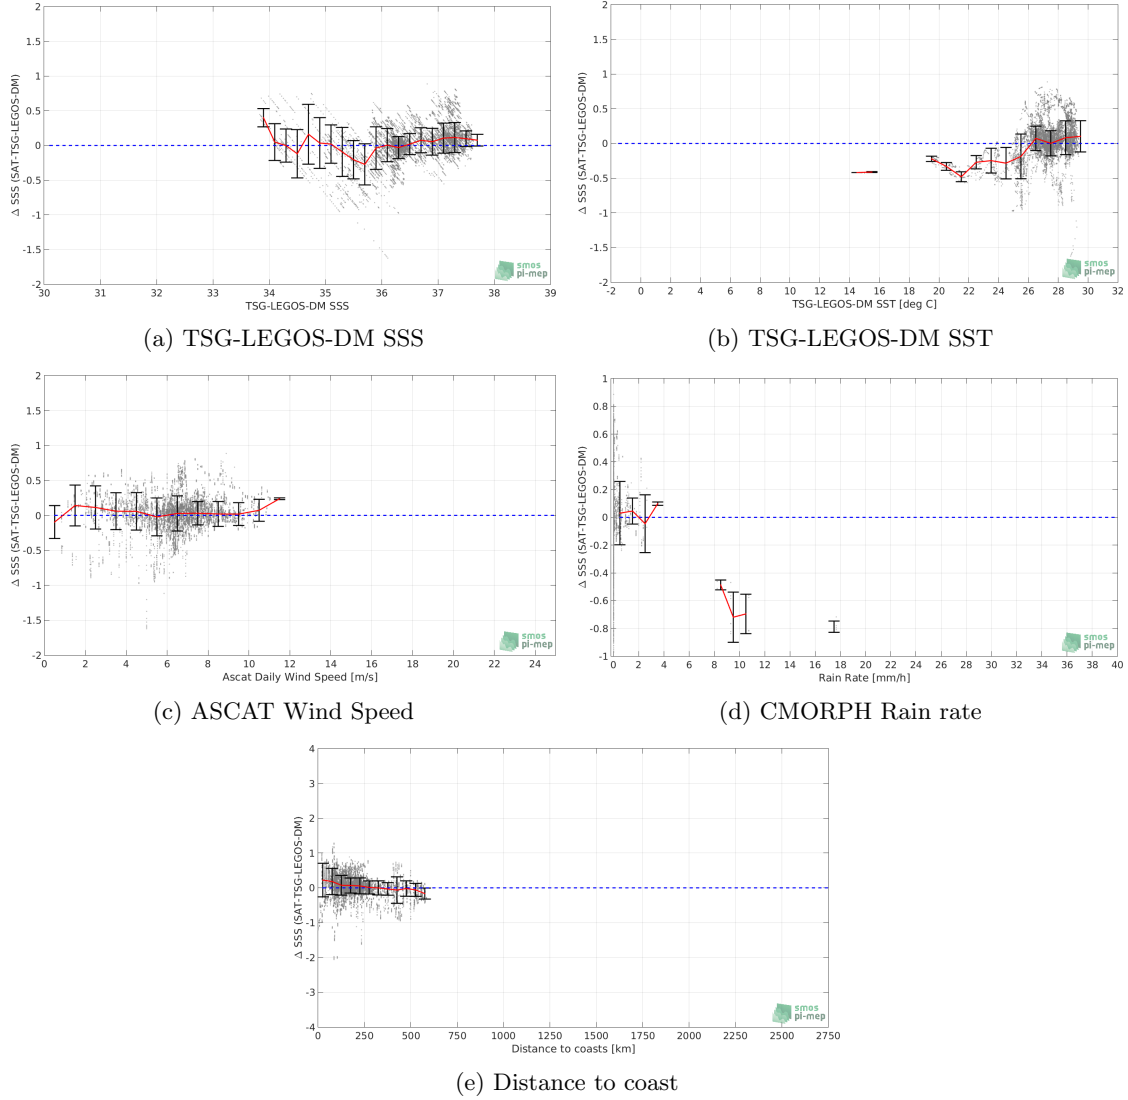 2
1.5
1
0.5
0
-0.5
-1
-1.5
-2
Δ SSS (SAT-TSG-LEGOS-DM)
30 31 32 33 34 35 36 37 38 39
TSG-LEGOS-DM SSS
smos
pi-mep
(a) TSG-LEGOS-DM SSS
2
1.5
1
0.5
0
-0.5
-1
-1.5
-2
Δ SSS (SAT-TSG-LEGOS-DM)
-2 0 2 4 6 8 10 12 14 16 18 20 22 24 26 28 30 32
TSG-LEGOS-DM SST [deg C]
smos
pi-mep
(b) TSG-LEGOS-DM SST
2
1.5
1
0.5
0
-0.5
-1
-1.5
-2
Δ SSS (SAT-TSG-LEGOS-DM)
0 2 4 6 8 10 12 14 16 18 20 22 24
Ascat Daily Wind Speed [m/s]
smos
pi-mep
(c) ASCAT Wind Speed
1
0.8
0.6
0.4
0.2
0
-0.2
-0.4
-0.6
-0.8
-1
Δ SSS (SAT-TSG-LEGOS-DM)
0 2 4 6 8 10 12 14 16 18 20 22 24 26 28 30 32 34 36 38 40
Rain Rate [mm/h]
smos
pi-mep
(d) CMORPH Rain rate
4
3
2
1
0
-1
-2
-3
-4
Δ SSS (SAT-TSG-LEGOS-DM)
0 250 500 750 1000 1250 1500 1750 2000 2250 2500 2750
Distance to coasts [km]
smos
pi-mep
(e) Distance to coast